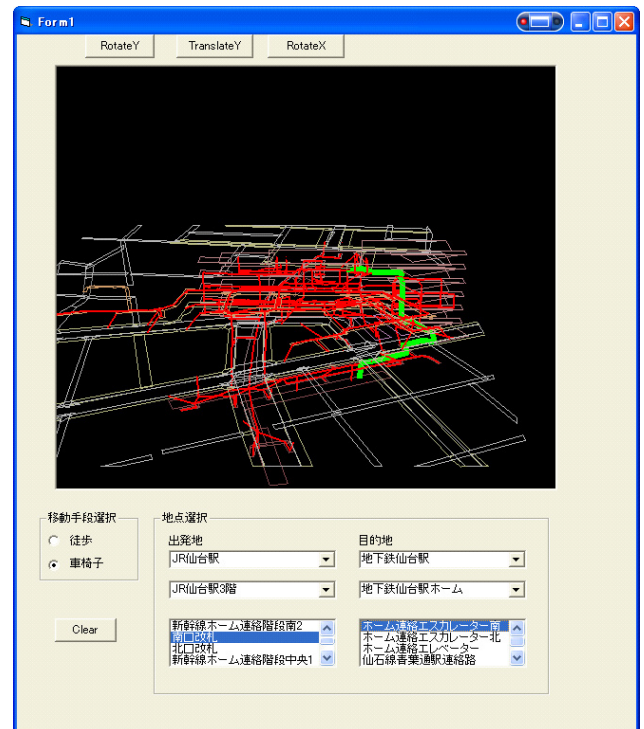 Form1
RotateY
TranslateY
RotateX
移動手段選択
徒歩
車椅子
Clear
地点選択
出発地
JR仙台駅
JR仙台駅3階
新幹線ホーム連絡階段南2
南口改札
北口改札
新幹線ホーム連絡階段中央1
目的地
地下鉄仙台駅
地下鉄仙台駅ホーム
ホーム連絡エスカレーター南
ホーム連絡エスカレーター北
ホーム連絡エレベーター
仙石線青葉通駅連絡路